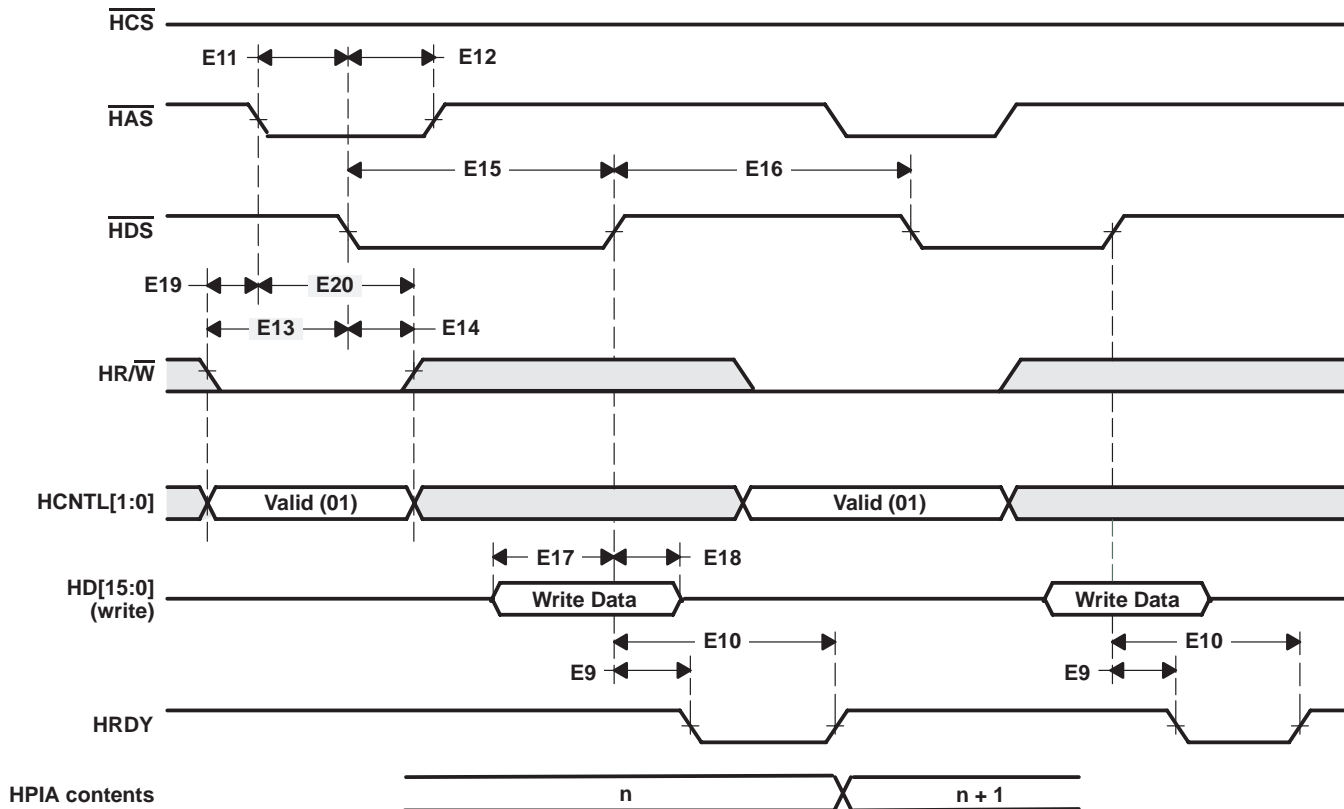 HCS
E11
E12
HAS
E15
E16
HDS
E19
E20
E13
E14
HR/W
HCNTL[1:0]
Valid (01)
Valid (01)
E17
E18
HD[15:0]
(write)
Write Data
Write Data
E10
E10
E9
E9
HRDY
HPIA contents
n
n + 1